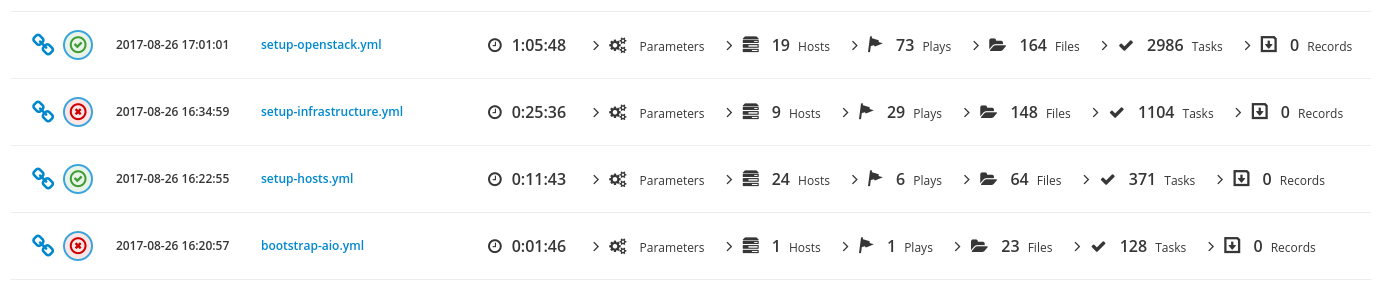 2017-08-26 17:01:01 setup-openstack.yml 1:05:48 Parameters 19 Hosts 73 Plays 164 Files 2986 Tasks 0 Records
2017-08-26 16:34:59 setup-infrastructure.yml 0:25:36 Parameters 9 Hosts 29 Plays 148 Files 1104 Tasks 0 Records
2017-08-26 16:22:55 setup-hosts.yml 0:11:43 Parameters 24 Hosts 6 Plays 64 Files 371 Tasks 0 Records
2017-08-26 16:20:57 bootstrap-aio.yml 0:01:46 Parameters 1 Hosts 1 Plays 23 Files 128 Tasks 0 Records